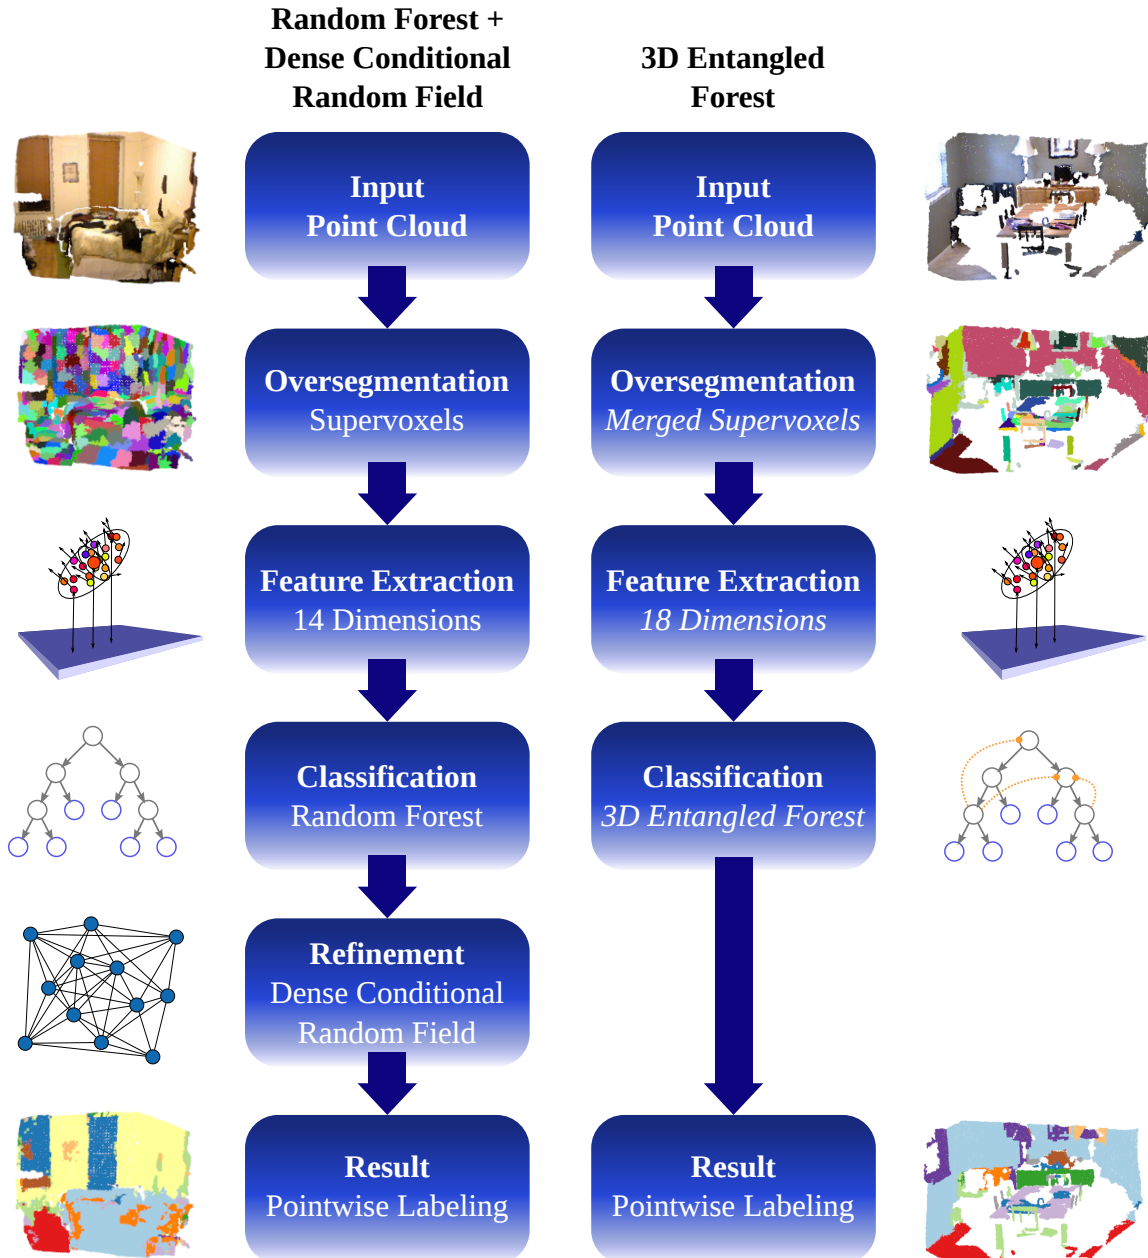 Random Forest +
Dense Conditional
Random Field
3D Entangled
Forest
Input
Point Cloud
Input
Point Cloud
Oversegmentation
Supervoxels
Oversegmentation
Merged Supervoxels
Feature Extraction
14 Dimensions
Feature Extraction
18 Dimensions
Classification
Random Forest
Classification
3D Entangled Forest
Refinement
Dense Conditional
Random Field
Result
Pointwise Labeling
Result
Pointwise Labeling